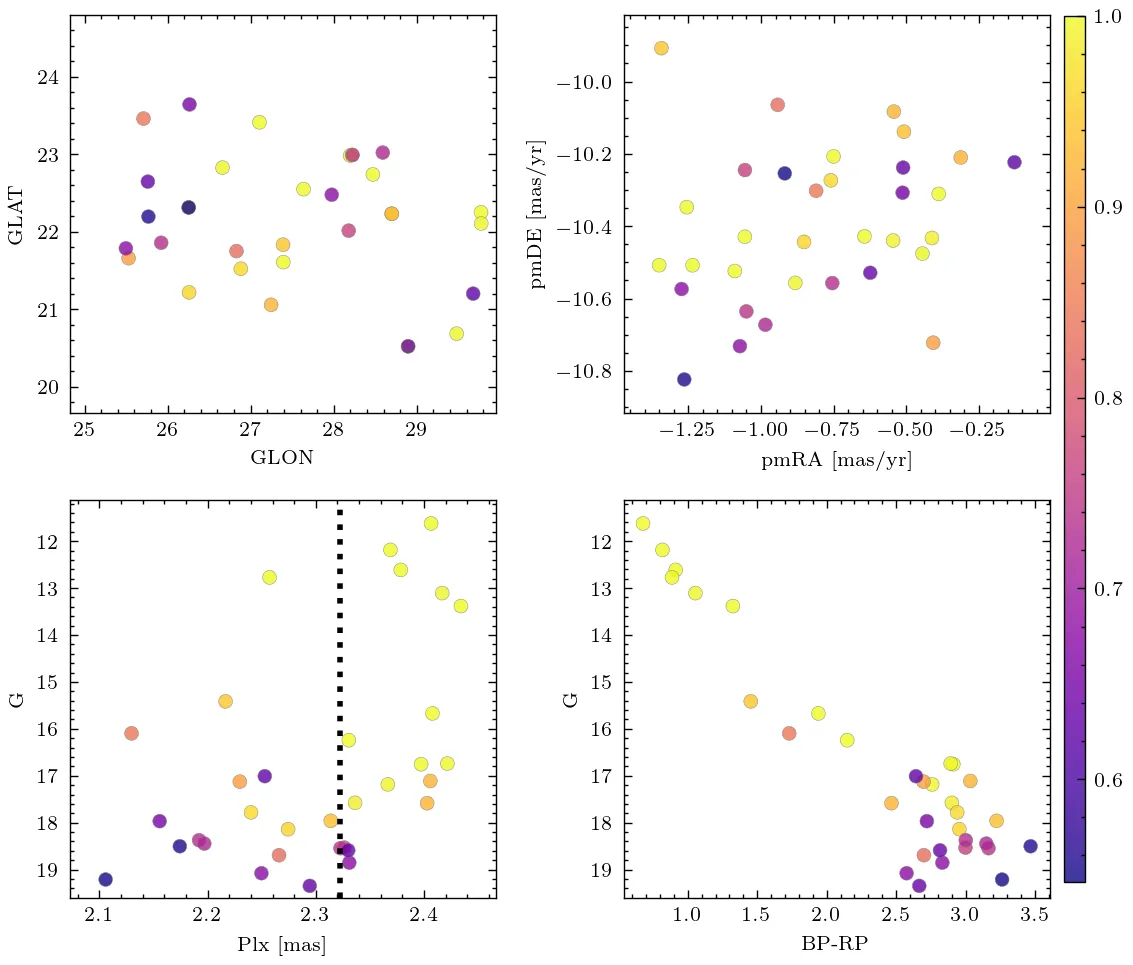 24
23
22
21
20
GLAT
25 26 27 28 29
GLON
−10.0
−10.2
−10.4
−10.6
−10.8
pmDE [mas/yr]
−1.25 −1.00 −0.75 −0.50 −0.25
pmRA [mas/yr]
12
13
14
15
16
17
18
19
G
2.1 2.2 2.3 2.4
Plx [mas]
12
13
14
15
16
17
18
19
G
1.0 1.5 2.0 2.5 3.0 3.5
BP-RP
1.0
0.9
0.8
0.7
0.6